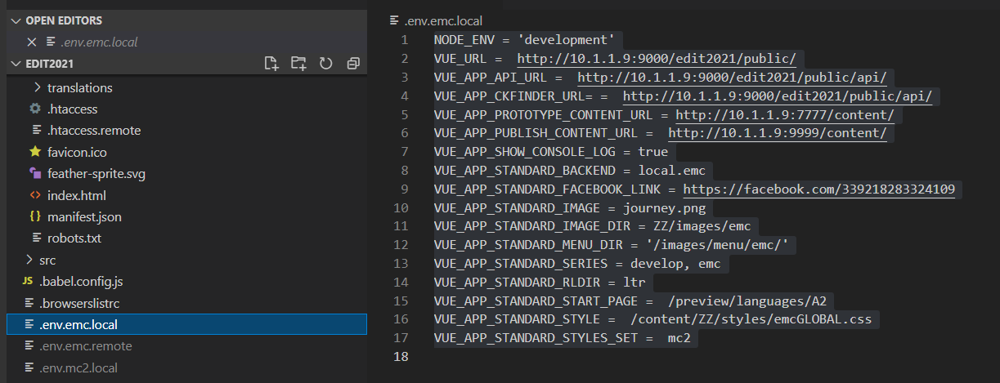 OPEN EDITORS
.env.emc.local
EDIT2021
translations
.htaccess
.htaccess.remote
favicon.ico
feather-sprite.svg
index.html
manifest.json
robots.txt
src
JS .babel.config.js
.browserslistrc
.env.emc.local
.env.emc.remote
.env.mc2.local
.env.emc.local
1 NODE_ENV = 'development'
2 VUE_URL =  http://10.1.1.9:9000/edit2021/public/
3 VUE_APP_API_URL =  http://10.1.1.9:9000/edit2021/public/api/
4 VUE_APP_CKFINDER_URL= =  http://10.1.1.9:9000/edit2021/public/api/
5 VUE_APP_PROTOTYPE_CONTENT_URL = http://10.1.1.9:7777/content/
6 VUE_APP_PUBLISH_CONTENT_URL =  http://10.1.1.9:9999/content/
7 VUE_APP_SHOW_CONSOLE_LOG = true
8 VUE_APP_STANDARD_BACKEND = local.emc
9 VUE_APP_STANDARD_FACEBOOK_LINK = https://facebook.com/339218283324109
10 VUE_APP_STANDARD_IMAGE = journey.png
11 VUE_APP_STANDARD_IMAGE_DIR = ZZ/images/emc
12 VUE_APP_STANDARD_MENU_DIR = '/images/menu/emc/'
13 VUE_APP_STANDARD_SERIES = develop, emc
14 VUE_APP_STANDARD_RLDIR = ltr
15 VUE_APP_STANDARD_START_PAGE =  /preview/languages/A2
16 VUE_APP_STANDARD_STYLE =  /content/ZZ/styles/emcGLOBAL.css
17 VUE_APP_STANDARD_STYLES_SET =  mc2
18